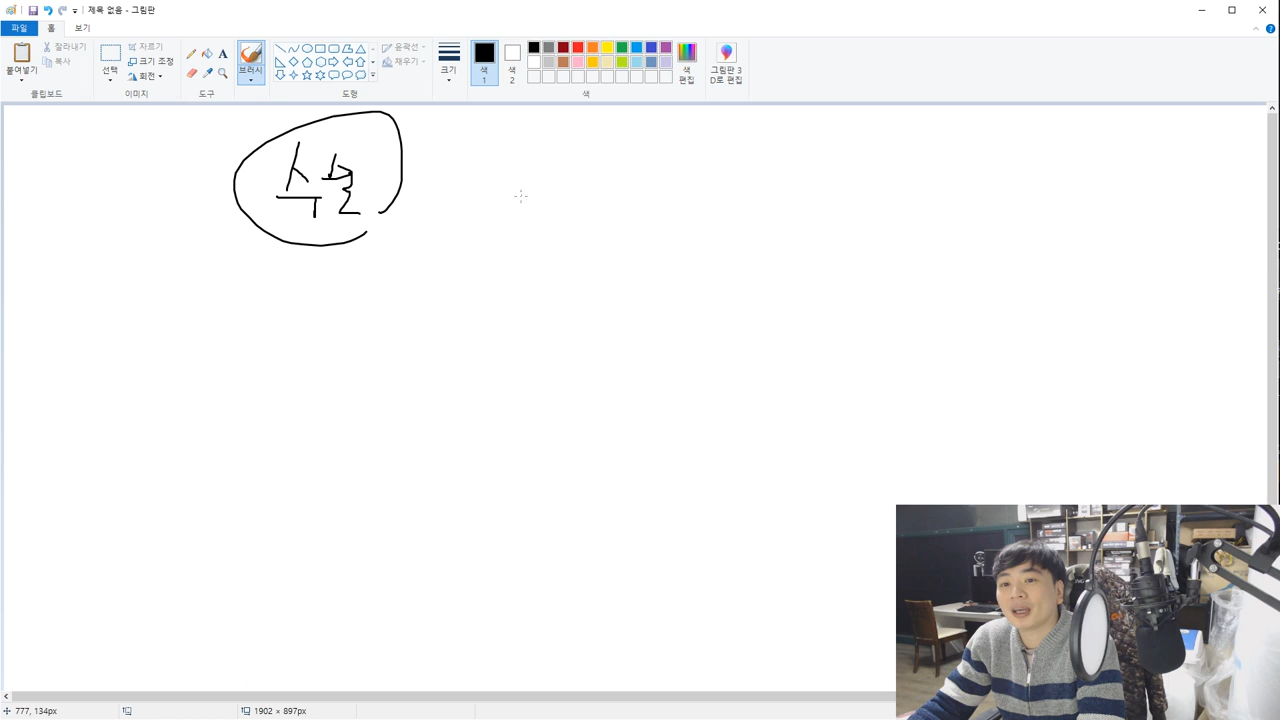 제목 없음 - 그림판
파일 홈 보기
붙여넣기 잘라내기 복사 선택 자르기 크기 조정 회전 A 브러시 윤곽선 채우기 크기 색 1 색 2 색 편집 그림판 3D로 편집
클립보드 이미지 도구 도형 색
777, 134px 1902 × 897px